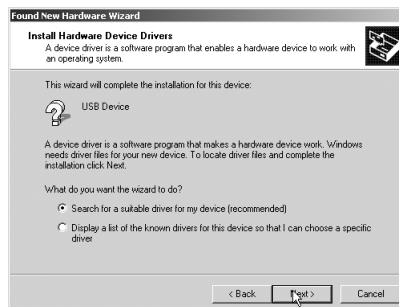 Found New Hardware Wizard
Install Hardware Device Drivers
A device driver is a software program that enables a hardware device to work with
an operating system.
This wizard will complete the installation for this device:
USB Device
A device driver is a software program that makes a hardware device work. Windows
needs driver files for your new device. To locate driver files and complete the
installation click Next.
What do you want the wizard to do?
Search for a suitable driver for my device (recommended)
Display a list of the known drivers for this device so that I can choose a specific
driver
< Back
Next >
Cancel